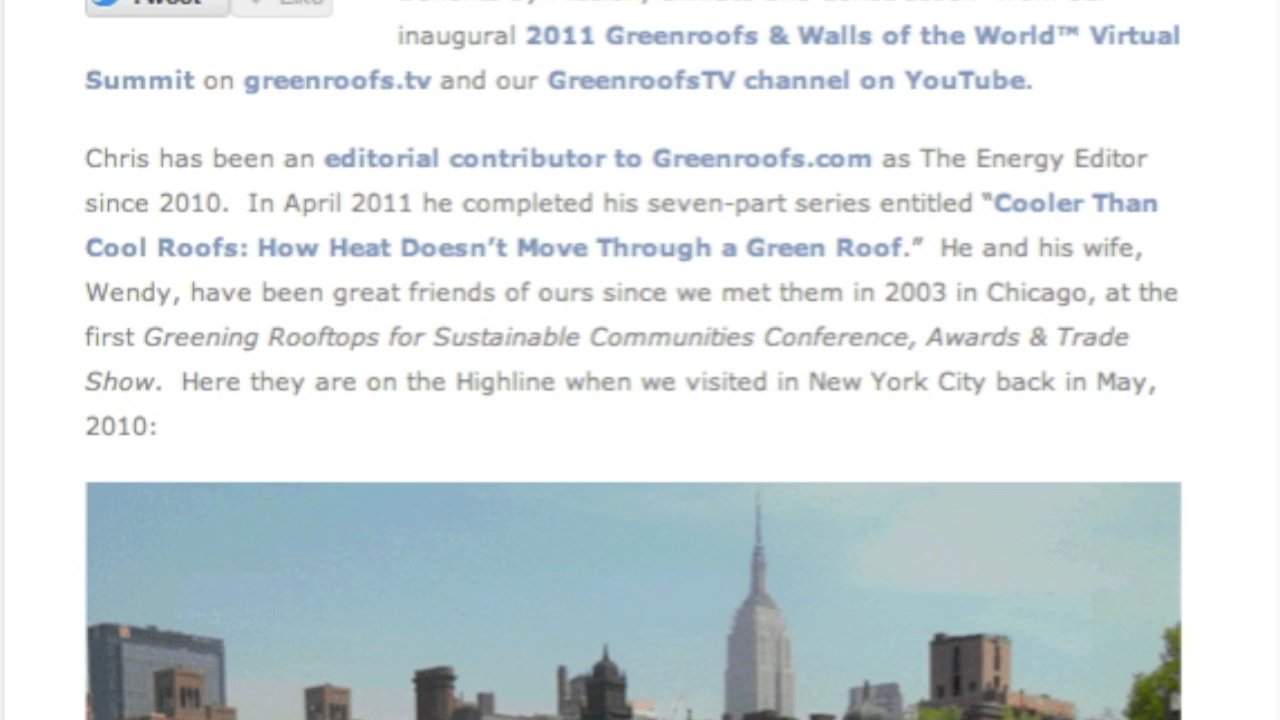 Tweet Like
inaugural 2011 Greenroofs & Walls of the World™ Virtual
Summit on greenroofs.tv and our GreenroofsTV channel on YouTube.
Chris has been an editorial contributor to Greenroofs.com as The Energy Editor
since 2010.  In April 2011 he completed his seven-part series entitled “Cooler Than
Cool Roofs: How Heat Doesn’t Move Through a Green Roof.”  He and his wife,
Wendy, have been great friends of ours since we met them in 2003 in Chicago, at the
first Greening Rooftops for Sustainable Communities Conference, Awards & Trade
Show.  Here they are on the Highline when we visited in New York City back in May,
2010: